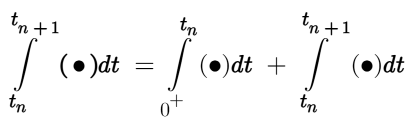 ∫_{t_n}^{t_{n+1}} (•)dt = ∫_{0^+}^{t_n} (•)dt + ∫_{t_n}^{t_{n+1}} (•)dt